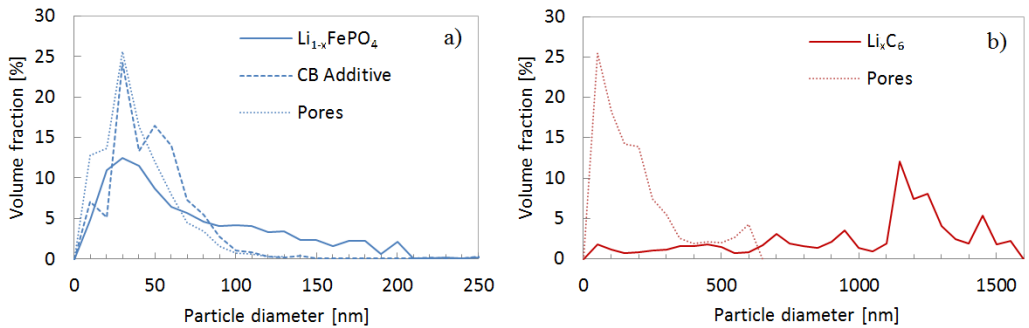 30
25
20
15
10
5
0
Volume fraction [%]
Li1-xFePO4
CB Additive
Pores
a)
0
50
100
150
200
250
Particle diameter [nm]
30
25
20
15
10
5
0
Volume fraction [%]
LixC6
Pores
b)
0
500
1000
1500
Particle diameter [nm]